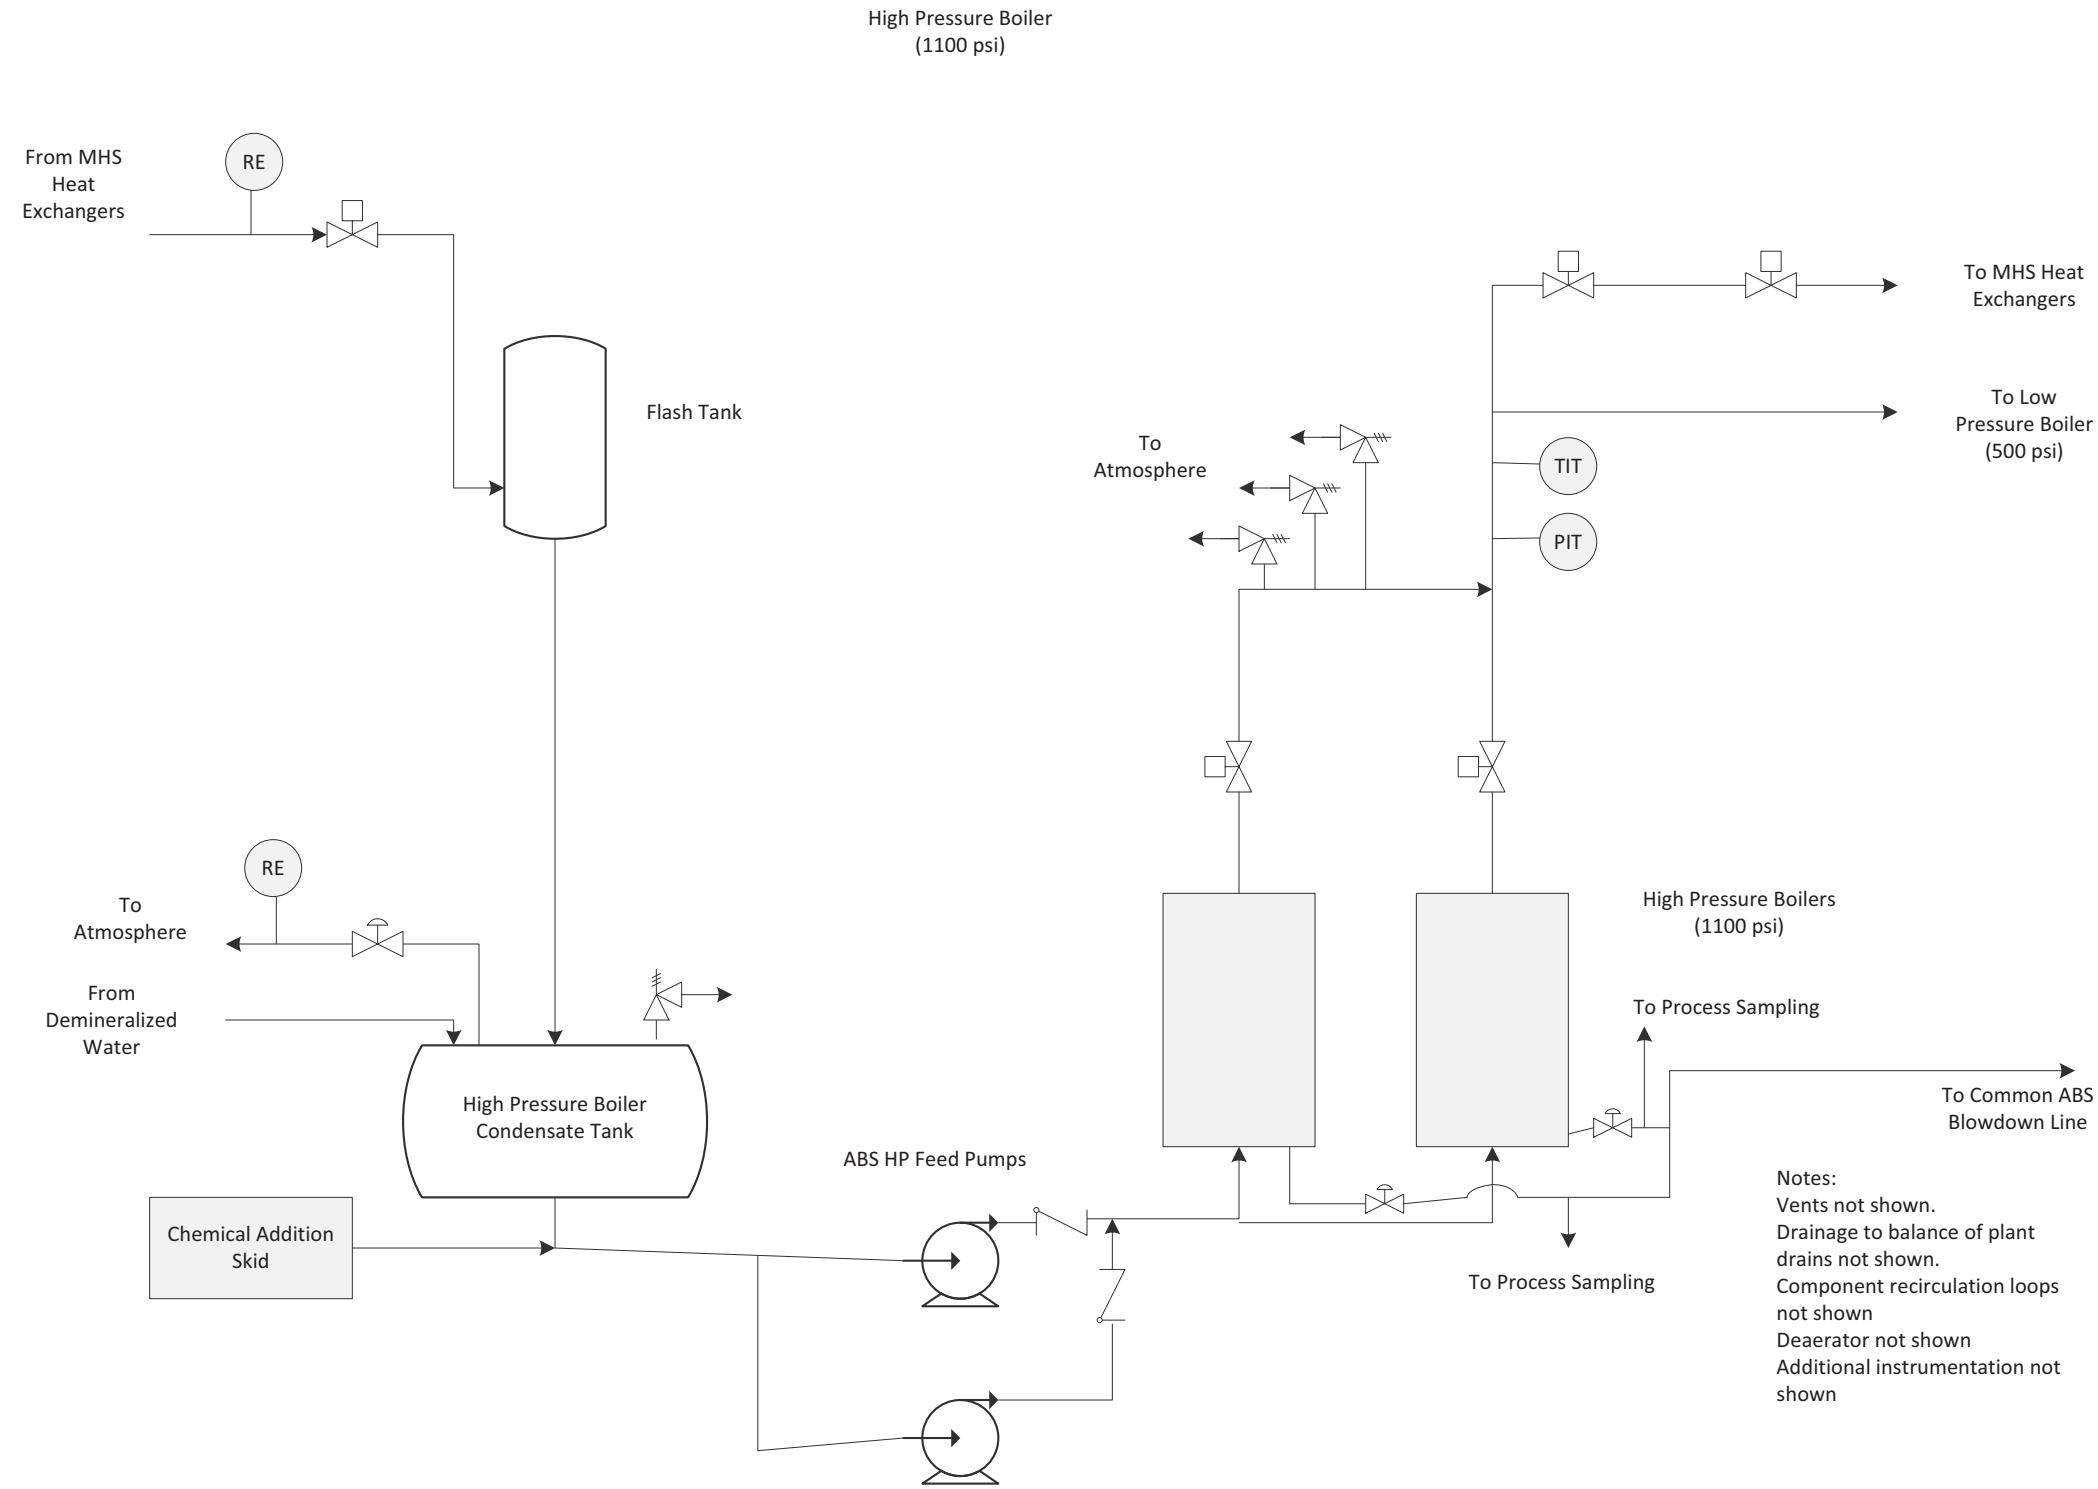 High Pressure Boiler
(1100 psi)
From MHS
Heat
Exchangers
RE
To MHS Heat
Exchangers
Flash Tank
To Low
Pressure Boiler
(500 psi)
To
Atmosphere
TIT
PIT
RE
To
Atmosphere
From
Demineralized
Water
High Pressure Boilers
(1100 psi)
To Process Sampling
High Pressure Boiler
Condensate Tank
To Common ABS
Blowdown Line
ABS HP Feed Pumps
Chemical Addition
Skid
To Process Sampling
Notes:
Vents not shown.
Drainage to balance of plant
drains not shown.
Component recirculation loops
not shown
Deaerator not shown
Additional instrumentation not
shown